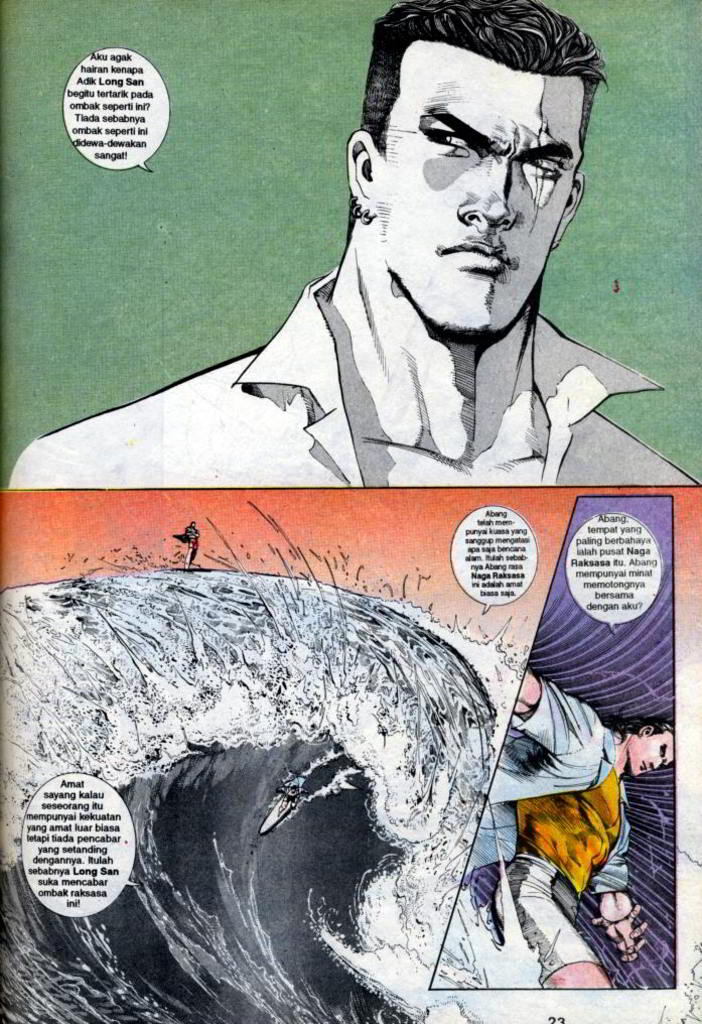 Aku agak
hairan kenapa
Adik Long San
begitu tertarik pada
ombak seperti ini?
Tiada sebabnya
ombak seperti ini
didewa-dewakan
sangat!
Abang
telah mem-
punyai kuasa yang
sanggup mengatasi
apa saja bencana
alam. Itulah sebab-
nya Abang rasa
Naga Raksasa
ini adalah amat
biasa saja.
Abang,
tempat yang
paling berbahaya
ialah pusat Naga
Raksasa itu. Abang
mempunyai minat
memotongnya
bersama
dengan aku?
Amat
sayang kalau
seseorang itu
mempunyai kekuatan
yang amat luar biasa
tetapi tiada pencabar
yang setanding
dengannya. Itulah
sebabnya Long San
suka mencabar
ombak raksasa
ini!
23